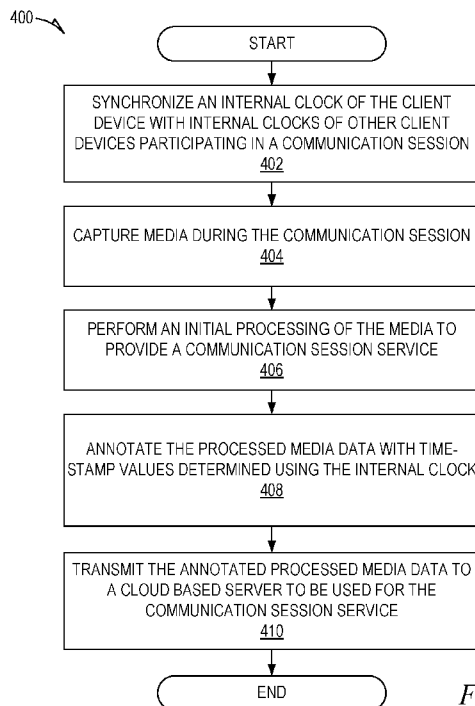 400
START
SYNCHRONIZE AN INTERNAL CLOCK OF THE CLIENT
DEVICE WITH INTERNAL CLOCKS OF OTHER CLIENT
DEVICES PARTICIPATING IN A COMMUNICATION SESSION
402
CAPTURE MEDIA DURING THE COMMUNICATION SESSION
404
PERFORM AN INITIAL PROCESSING OF THE MEDIA TO
PROVIDE A COMMUNICATION SESSION SERVICE
406
ANNOTATE THE PROCESSED MEDIA DATA WITH TIME-
STAMP VALUES DETERMINED USING THE INTERNAL CLOCK
408
TRANSMIT THE ANNOTATED PROCESSED MEDIA DATA TO
A CLOUD BASED SERVER TO BE USED FOR THE
COMMUNICATION SESSION SERVICE
410
END
F